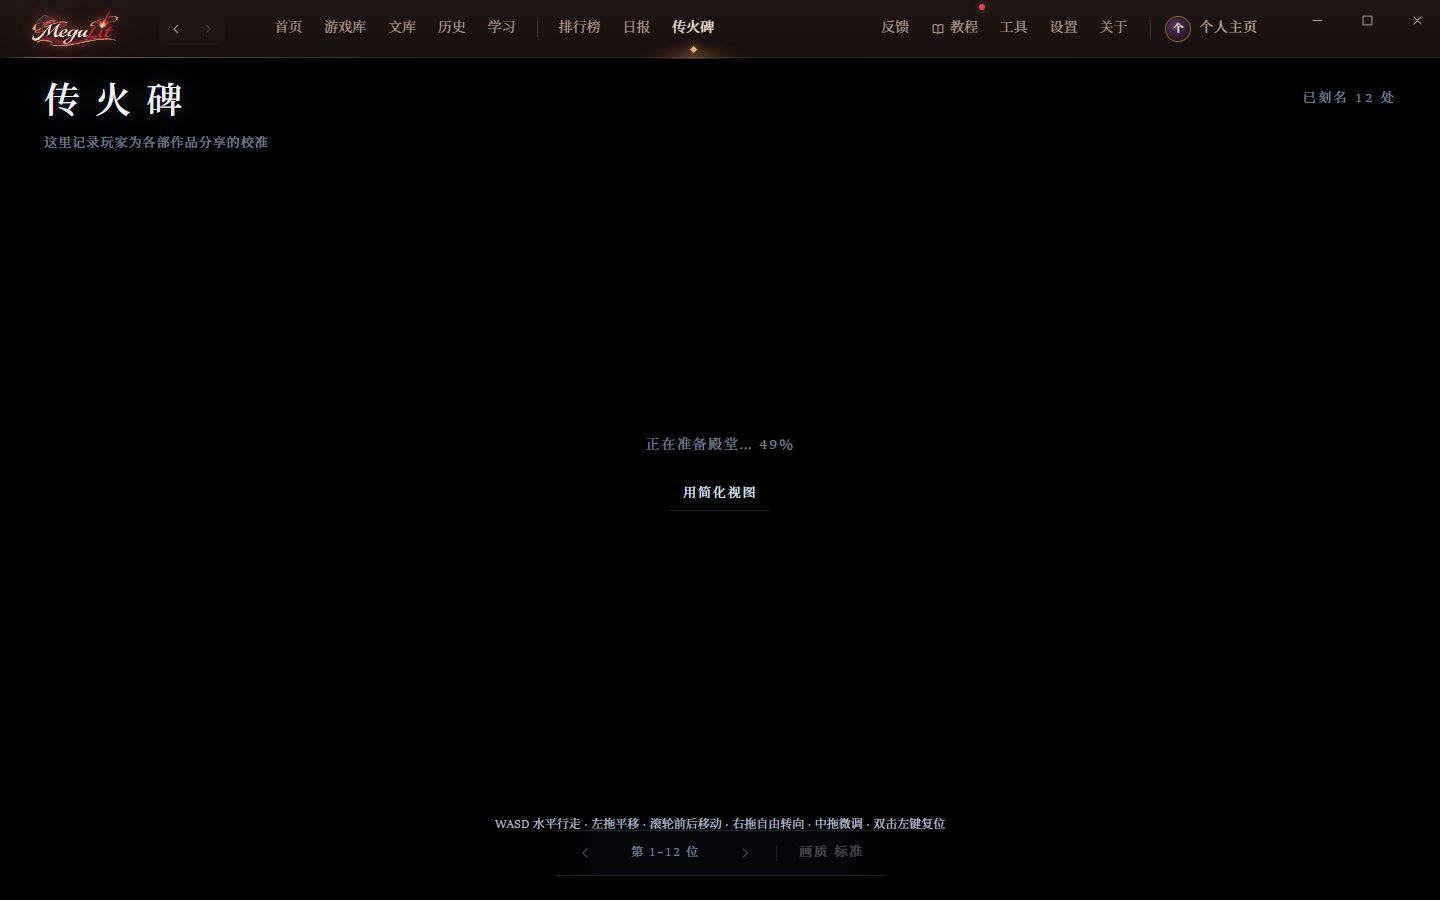 MeguLit
首页 游戏库 文库 历史 学习 排行榜 日报 传火碑 反馈 教程 工具 设置 关于 个 个人主页
传火碑
已刻名 12 处
这里记录玩家为各部作品分享的校准
正在准备殿堂... 49%
用简化视图
WASD 水平行走 · 左拖平移 · 滚轮前后移动 · 右拖自由转向 · 中拖微调 · 双击左键复位
第 1–12 位 画质 标准